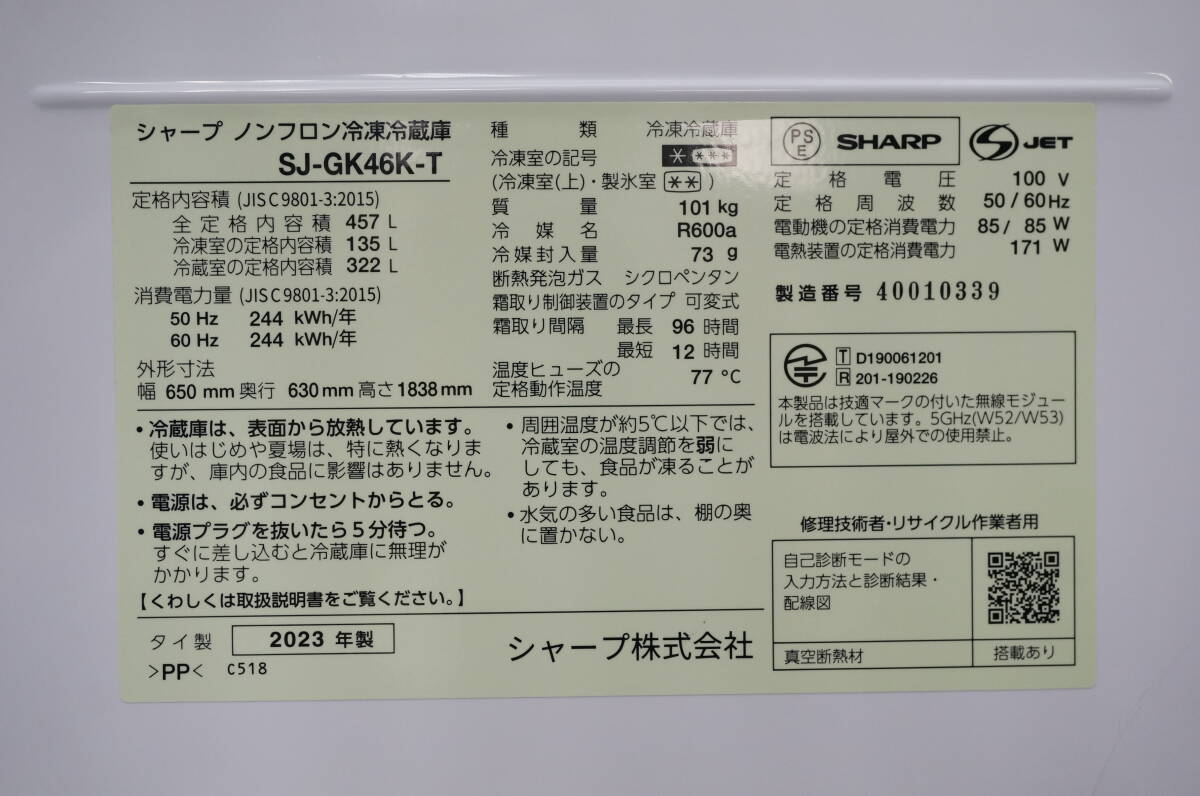 シャープ ノンフロン冷凍冷蔵庫
SJ-GK46K-T
定格内容積 (JISC9801-3:2015)
全定格内容積 457 L
冷凍室の定格内容積 135 L
冷蔵室の定格内容積 322 L
消費電力量 (JISC9801-3:2015)
50 Hz 244 kWh/年
60 Hz 244 kWh/年
外形寸法
幅 650 mm 奥行 630 mm 高さ 1838 mm
種類 冷凍冷蔵庫
冷凍室の記号 * ***
(冷凍室(上)・製氷室 ** )
質量 101 kg
冷媒名 R600a
冷媒封入量 73 g
断熱発泡ガス シクロペンタン
霜取り制御装置のタイプ 可変式
霜取り間隔 最長 96 時間
最短 12 時間
温度ヒューズの
定格動作温度 77 ℃
PSE SHARP S JET
定格電圧 100 V
定格周波数 50/60Hz
電動機の定格消費電力 85/ 85 W
電熱装置の定格消費電力 171 W
製造番号 40010339
T D190061201
R 201-190226
本製品は技適マークの付いた無線モジュー
ルを搭載しています。5GHz(W52/W53)
は電波法により屋外での使用禁止。
・冷蔵庫は、表面から放熱しています。
使いはじめや夏場は、特に熱くなりま
すが、庫内の食品に影響はありません。
・電源は、必ずコンセントからとる。
・電源プラグを抜いたら5分待つ。
すぐに差し込むと冷蔵庫に無理が
かかります。
【くわしくは取扱説明書をご覧ください。】
・周囲温度が約5℃以下では、
冷蔵室の温度調節を弱に
しても、食品が凍ることが
あります。
・水気の多い食品は、棚の奥
に置かない。
修理技術者・リサイクル作業者用
自己診断モードの
入力方法と診断結果・
配線図
真空断熱材 搭載あり
タイ製 2023 年製
>PP< C518
シャープ株式会社